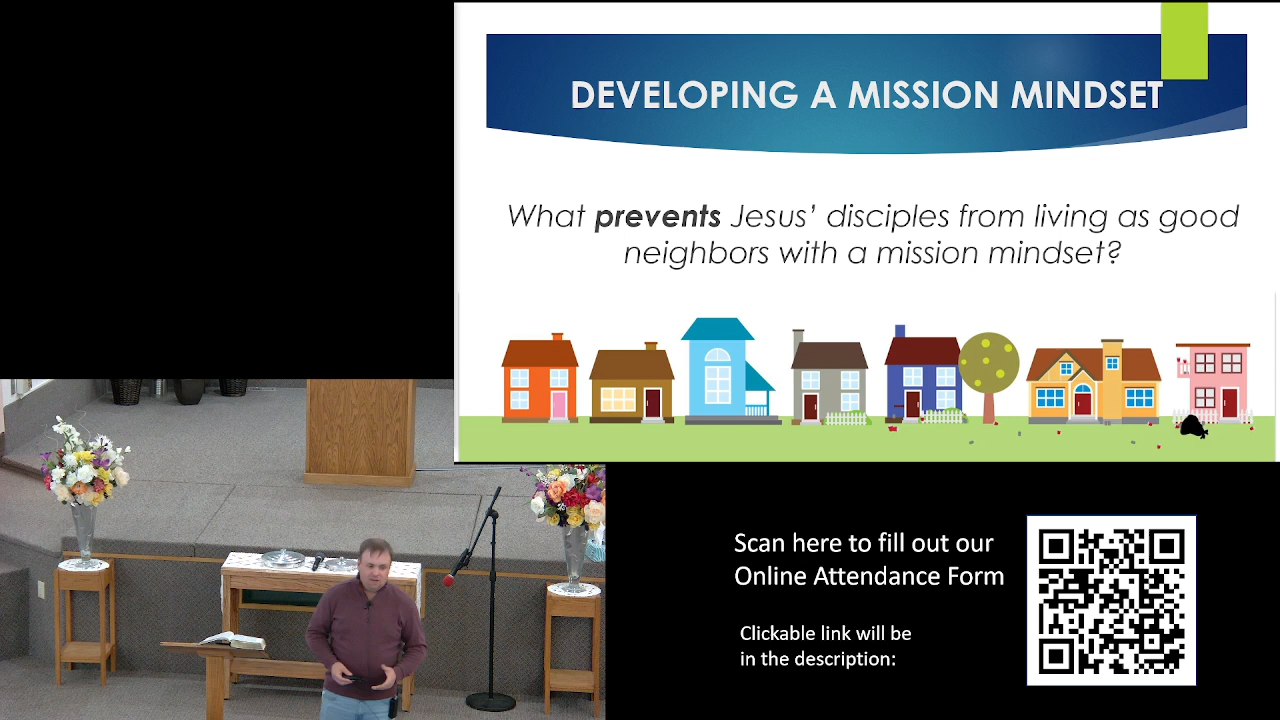 DEVELOPING A MISSION MINDSET
What prevents Jesus’ disciples from living as good
neighbors with a mission mindset?
Scan here to fill out our
Online Attendance Form
Clickable link will be
in the description: